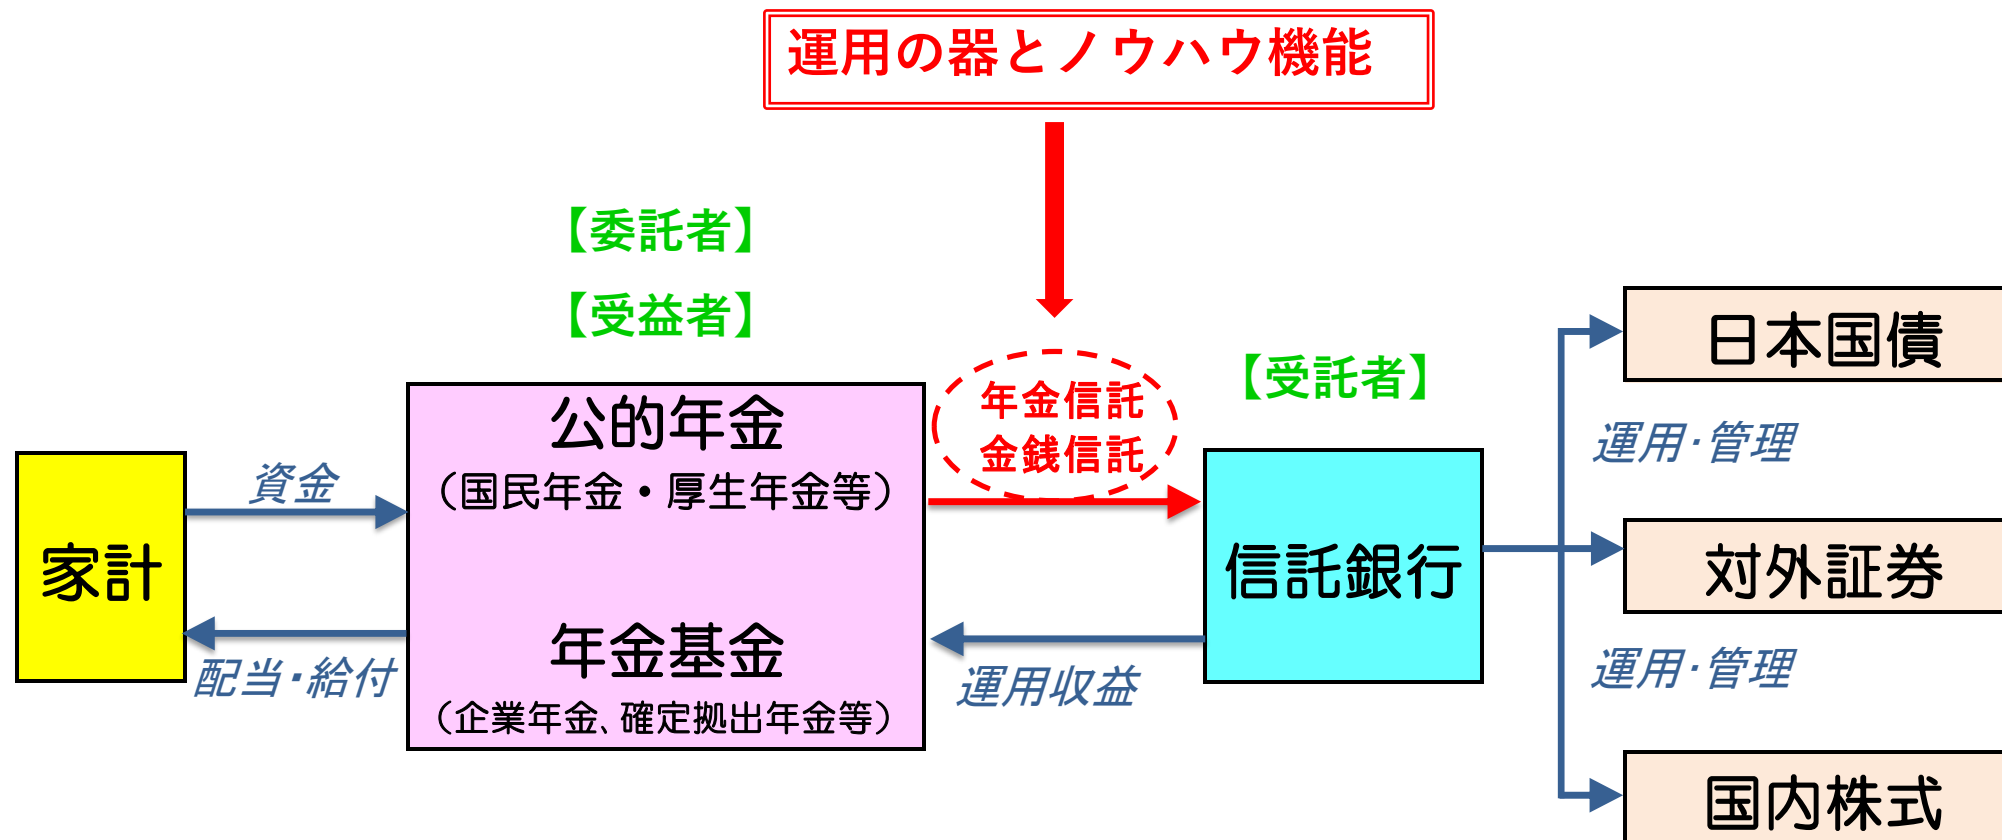 運用の器とノウハウ機能
【委託者】
【受益者】
【受託者】
年金信託
金銭信託
公的年金
（国民年金・厚生年金等）
年金基金
（企業年金、確定拠出年金等）
家計
資金
配当・給付
運用収益
信託銀行
日本国債
運用・管理
対外証券
運用・管理
国内株式